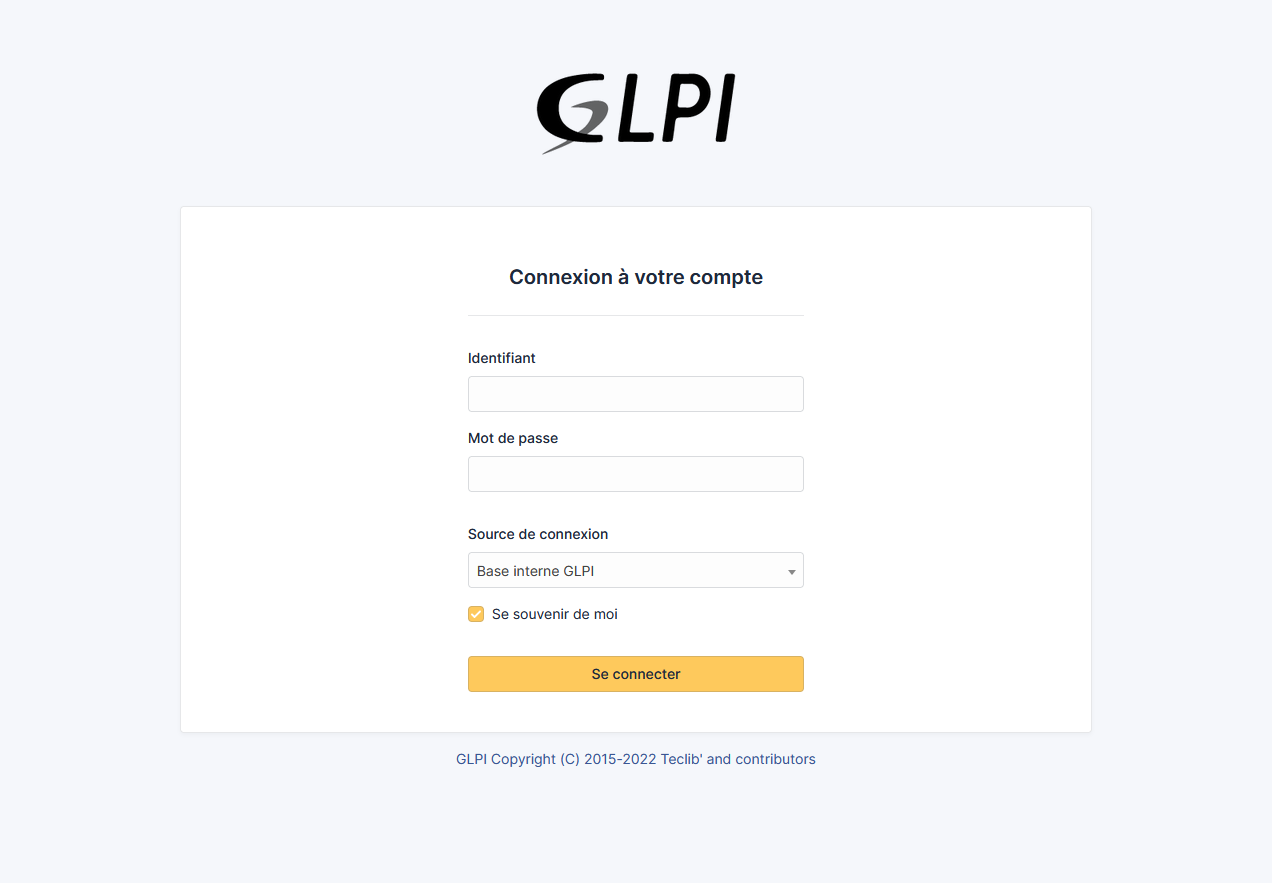 GLPI
Connexion à votre compte
Identifiant
Mot de passe
Source de connexion
Base interne GLPI
Se souvenir de moi
Se connecter
GLPI Copyright (C) 2015-2022 Teclib' and contributors